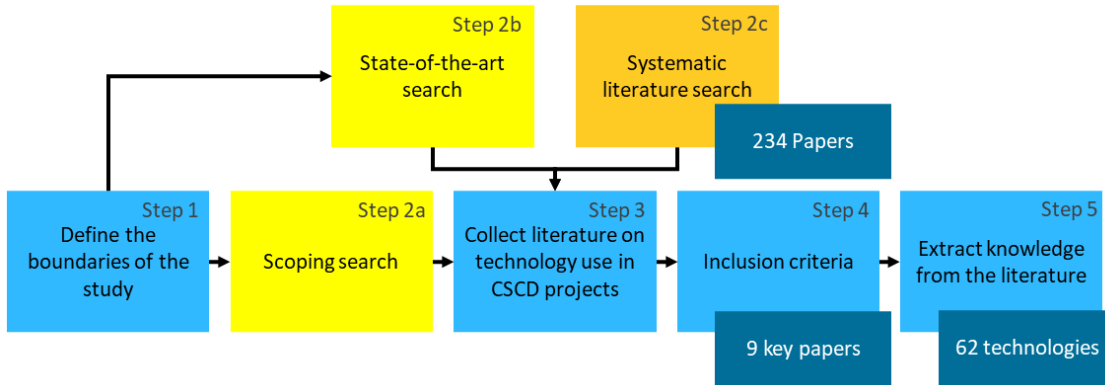 Step 2b
State-of-the-art
search
Step 2c
Systematic
literature search
234 Papers
Step 1
Define the
boundaries of the
study
Step 2a
Scoping search
Step 3
Collect literature on
technology use in
CSCD projects
Step 4
Inclusion criteria
9 key papers
Step 5
Extract knowledge
from the literature
62 technologies